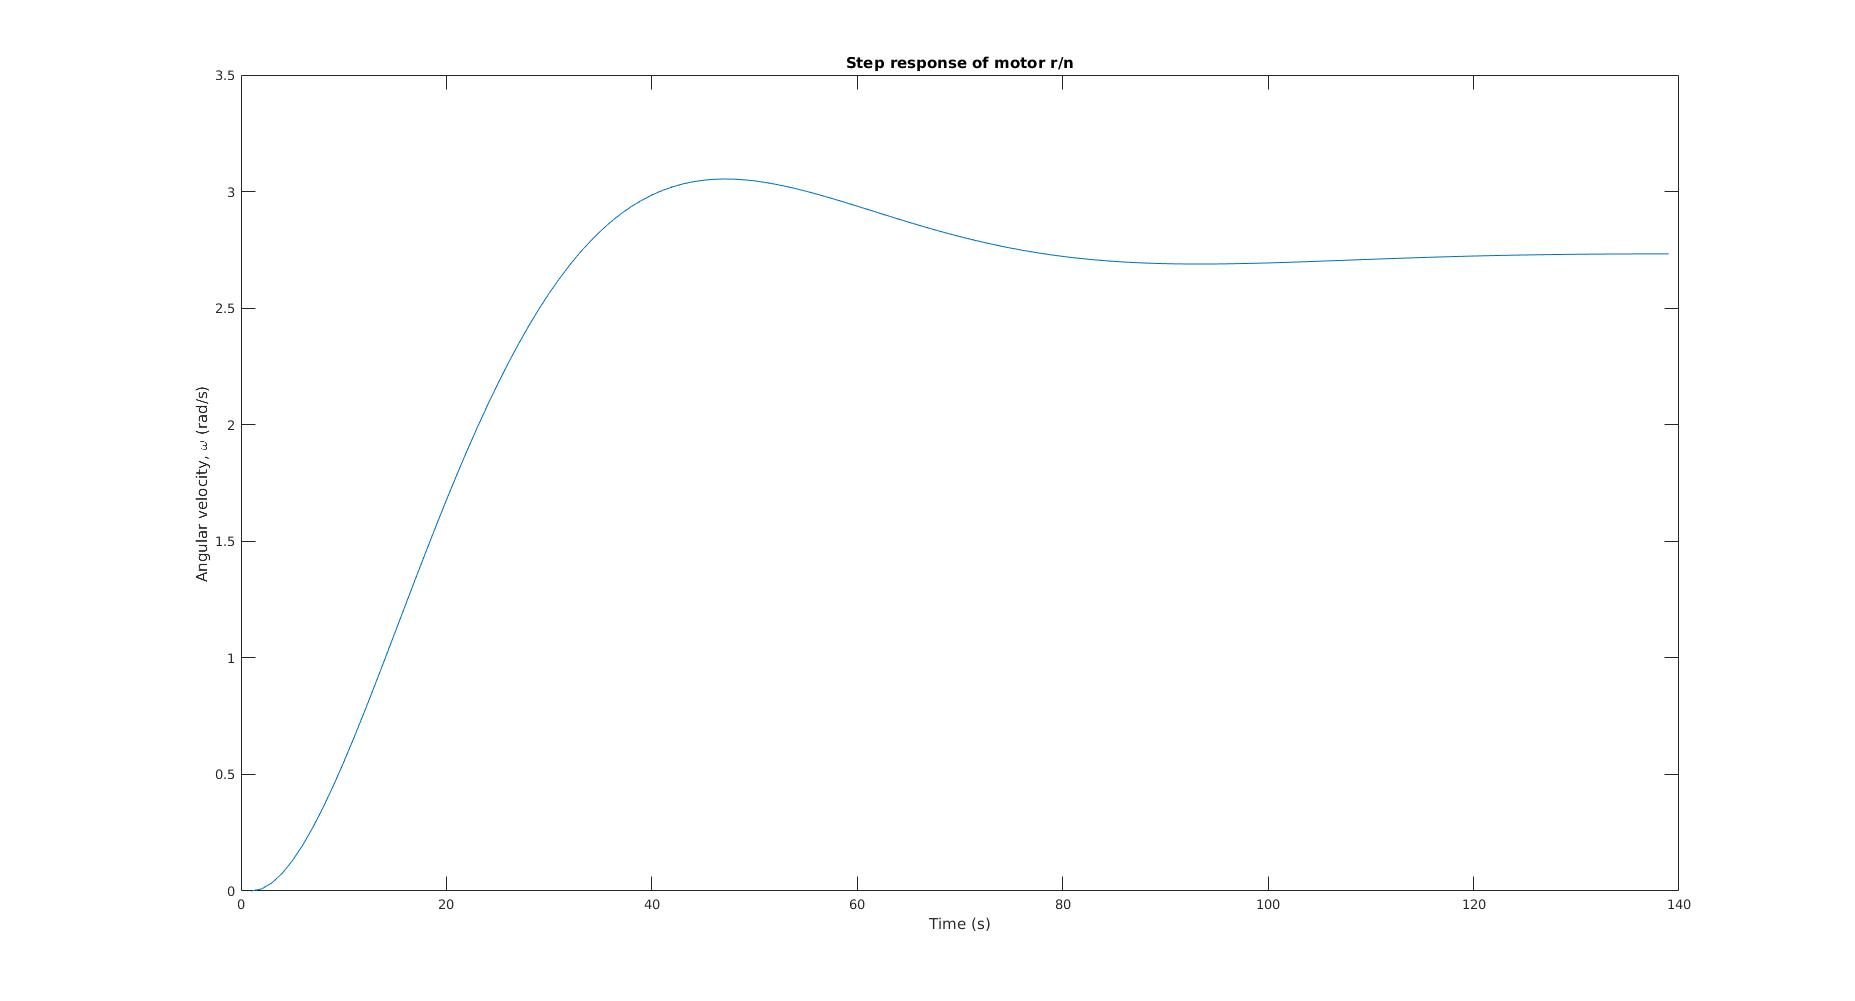 Step response of motor r/n
3.5
3
2.5
2
1.5
1
0.5
0
Angular velocity, ω (rad/s)
0 20 40 60 80 100 120 140
Time (s)